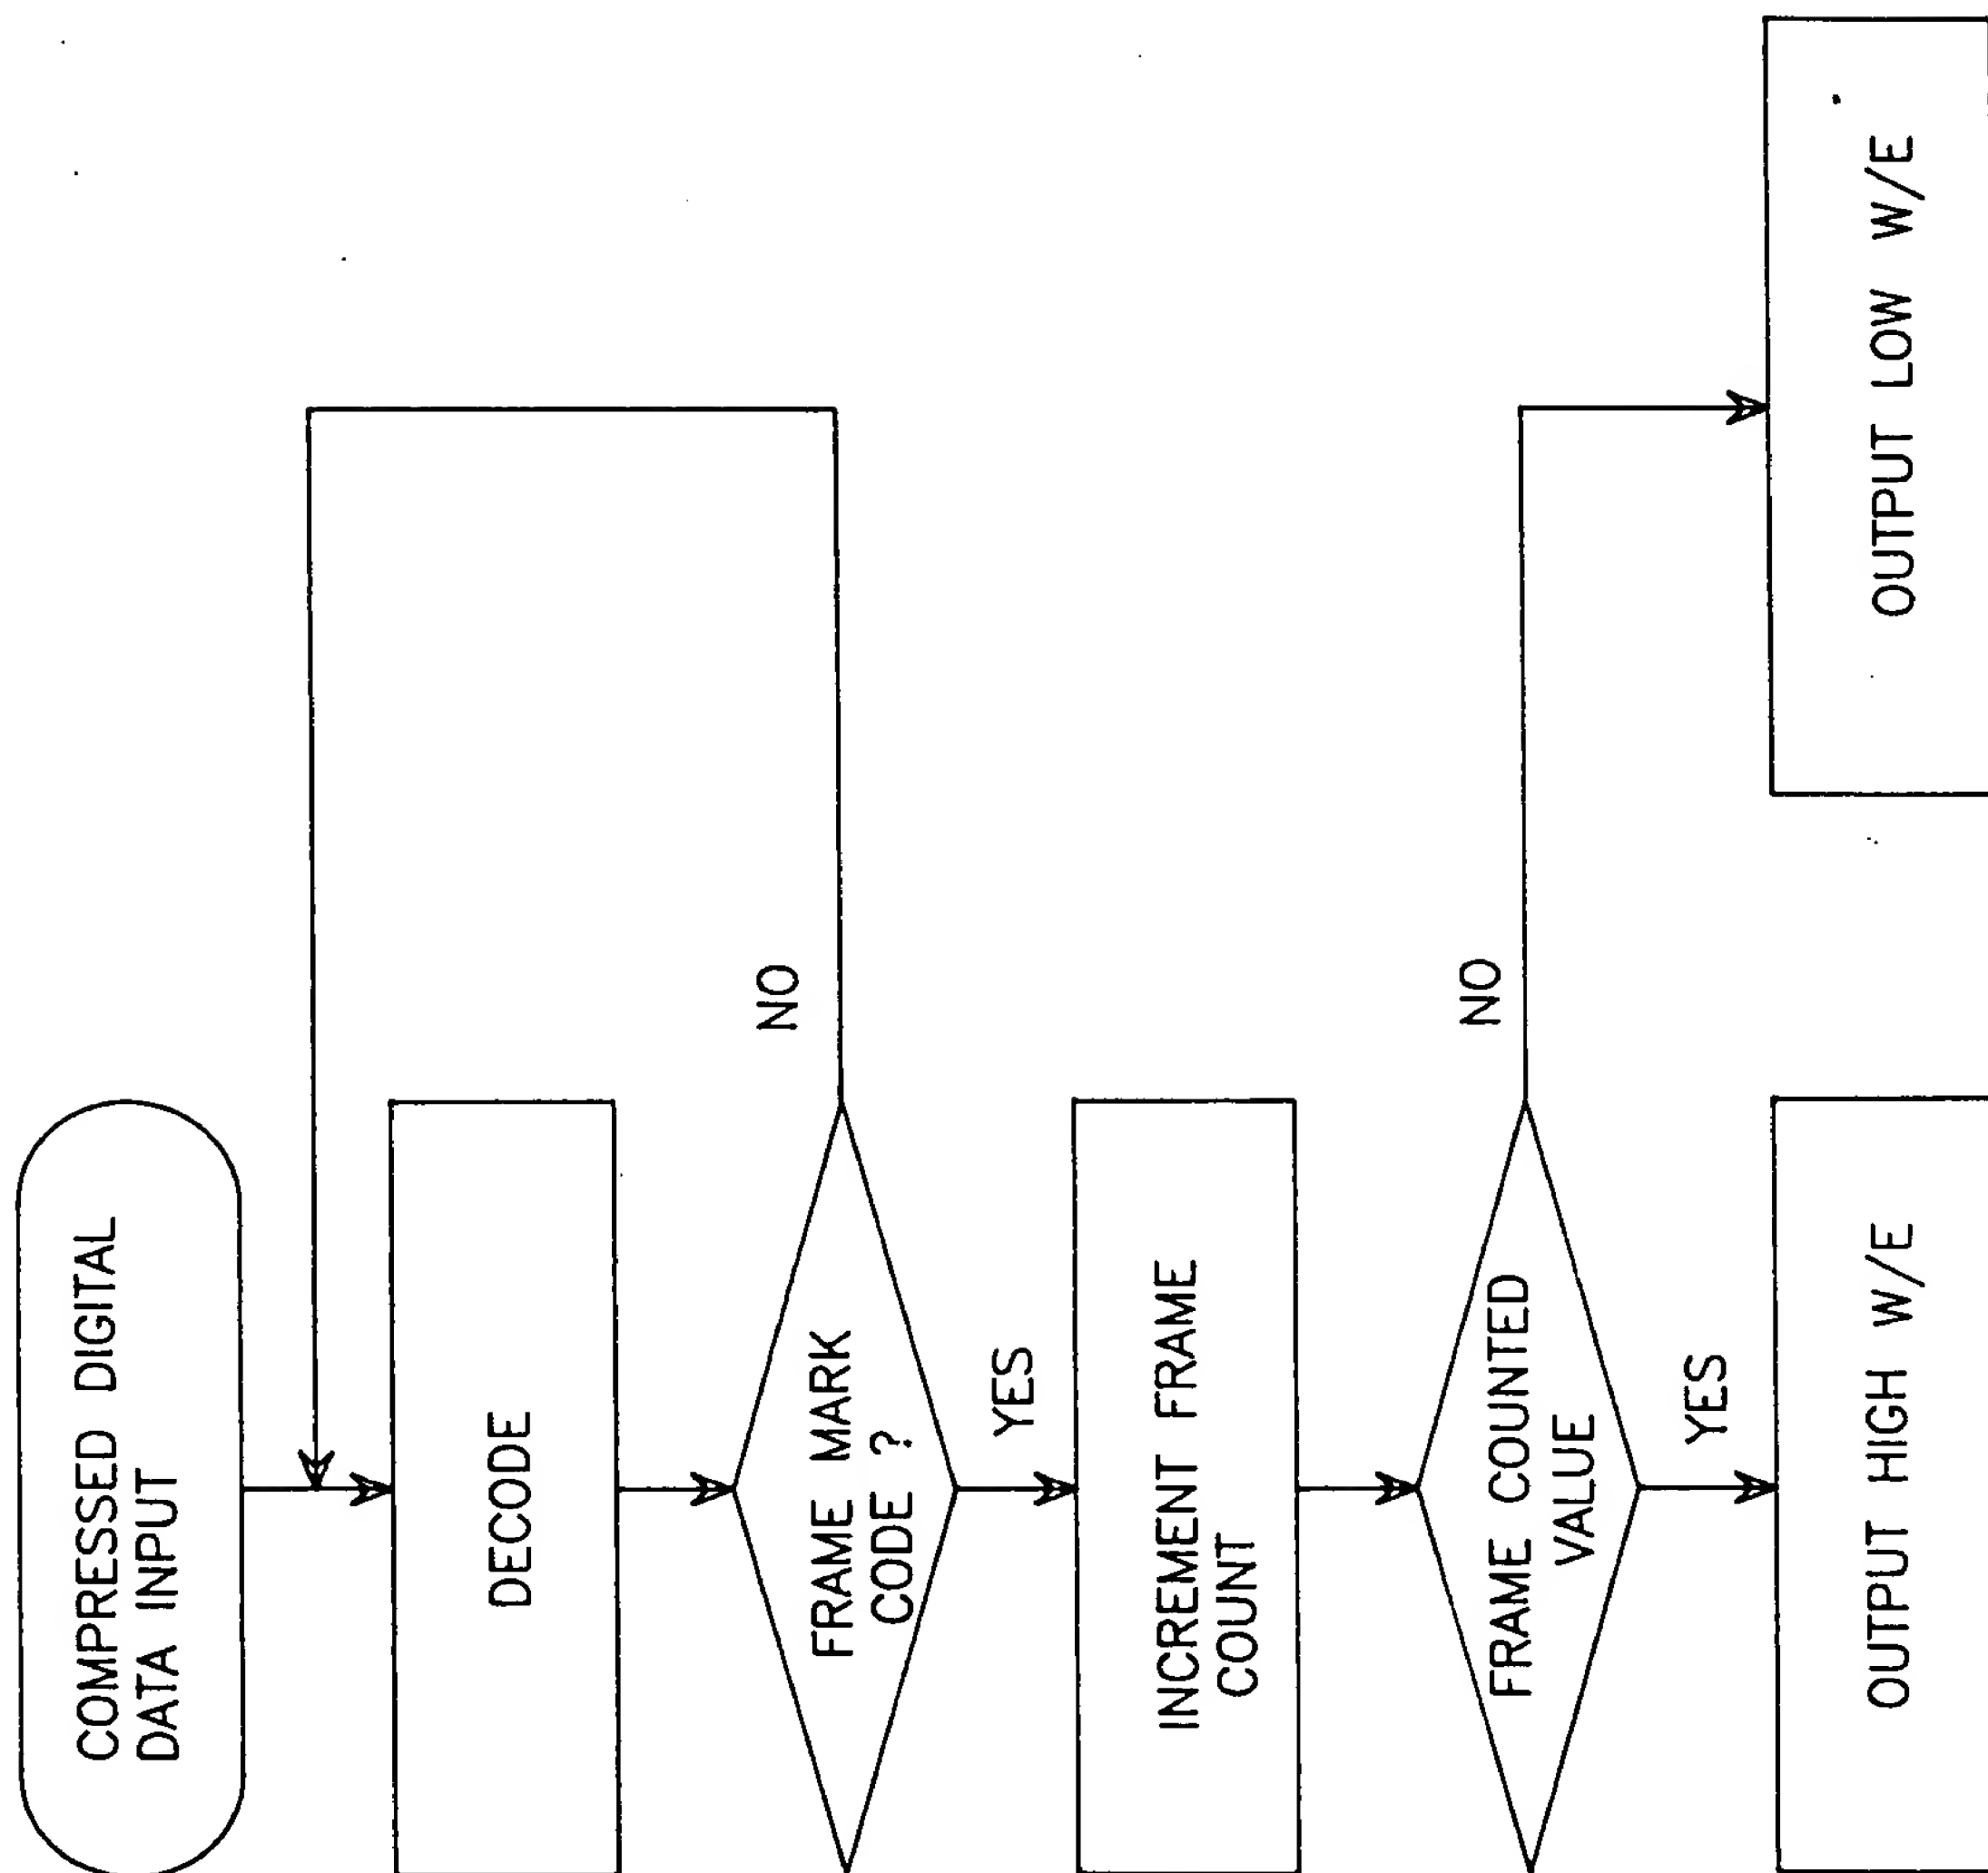 COMPRESSED DIGITAL
DATA INPUT
DECODE
FRAME MARK
CODE ?
NO
YES
INCREMENT FRAME
COUNT
FRAME COUNTED
VALUE
NO
YES
OUTPUT HIGH W/E
OUTPUT LOW W/E